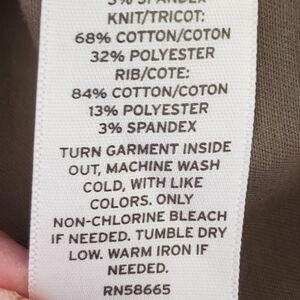 3% SPANDEX
KNIT/TRICOT:
68% COTTON/COTON
32% POLYESTER
RIB/COTE:
84% COTTON/COTON
13% POLYESTER
3% SPANDEX
TURN GARMENT INSIDE
OUT, MACHINE WASH
COLD, WITH LIKE
COLORS. ONLY
NON-CHLORINE BLEACH
IF NEEDED. TUMBLE DRY
LOW. WARM IRON IF
NEEDED.
RN58665